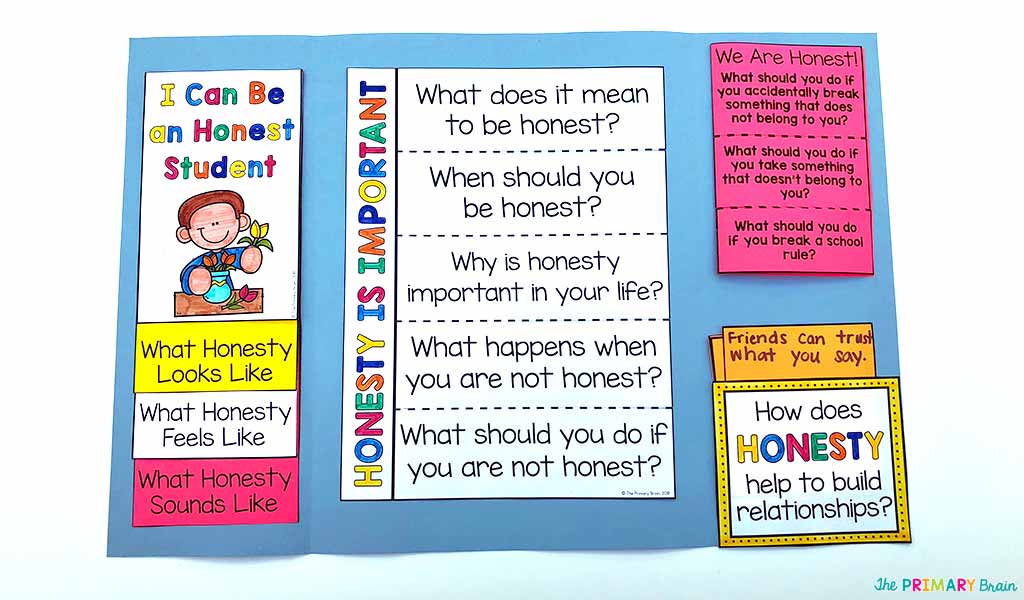 I Can Be
an Honest
Student
What Honesty
Looks Like
What Honesty
Feels Like
What Honesty
Sounds Like
HONESTY IS IMPORTANT
What does it mean
to be honest?
When should you
be honest?
Why is honesty
important in your life?
What happens when
you are not honest?
What should you do if
you are not honest?
© The Primary Brain, 2018
We Are Honest!
What should you do if
you accidentally break
something that does
not belong to you?
What should you do if
you take something
that doesn't belong to
you?
What should you do
if you break a school
rule?
Friends can trust
what you say.
How does
HONESTY
help to build
relationships?
The PRIMARY Brain